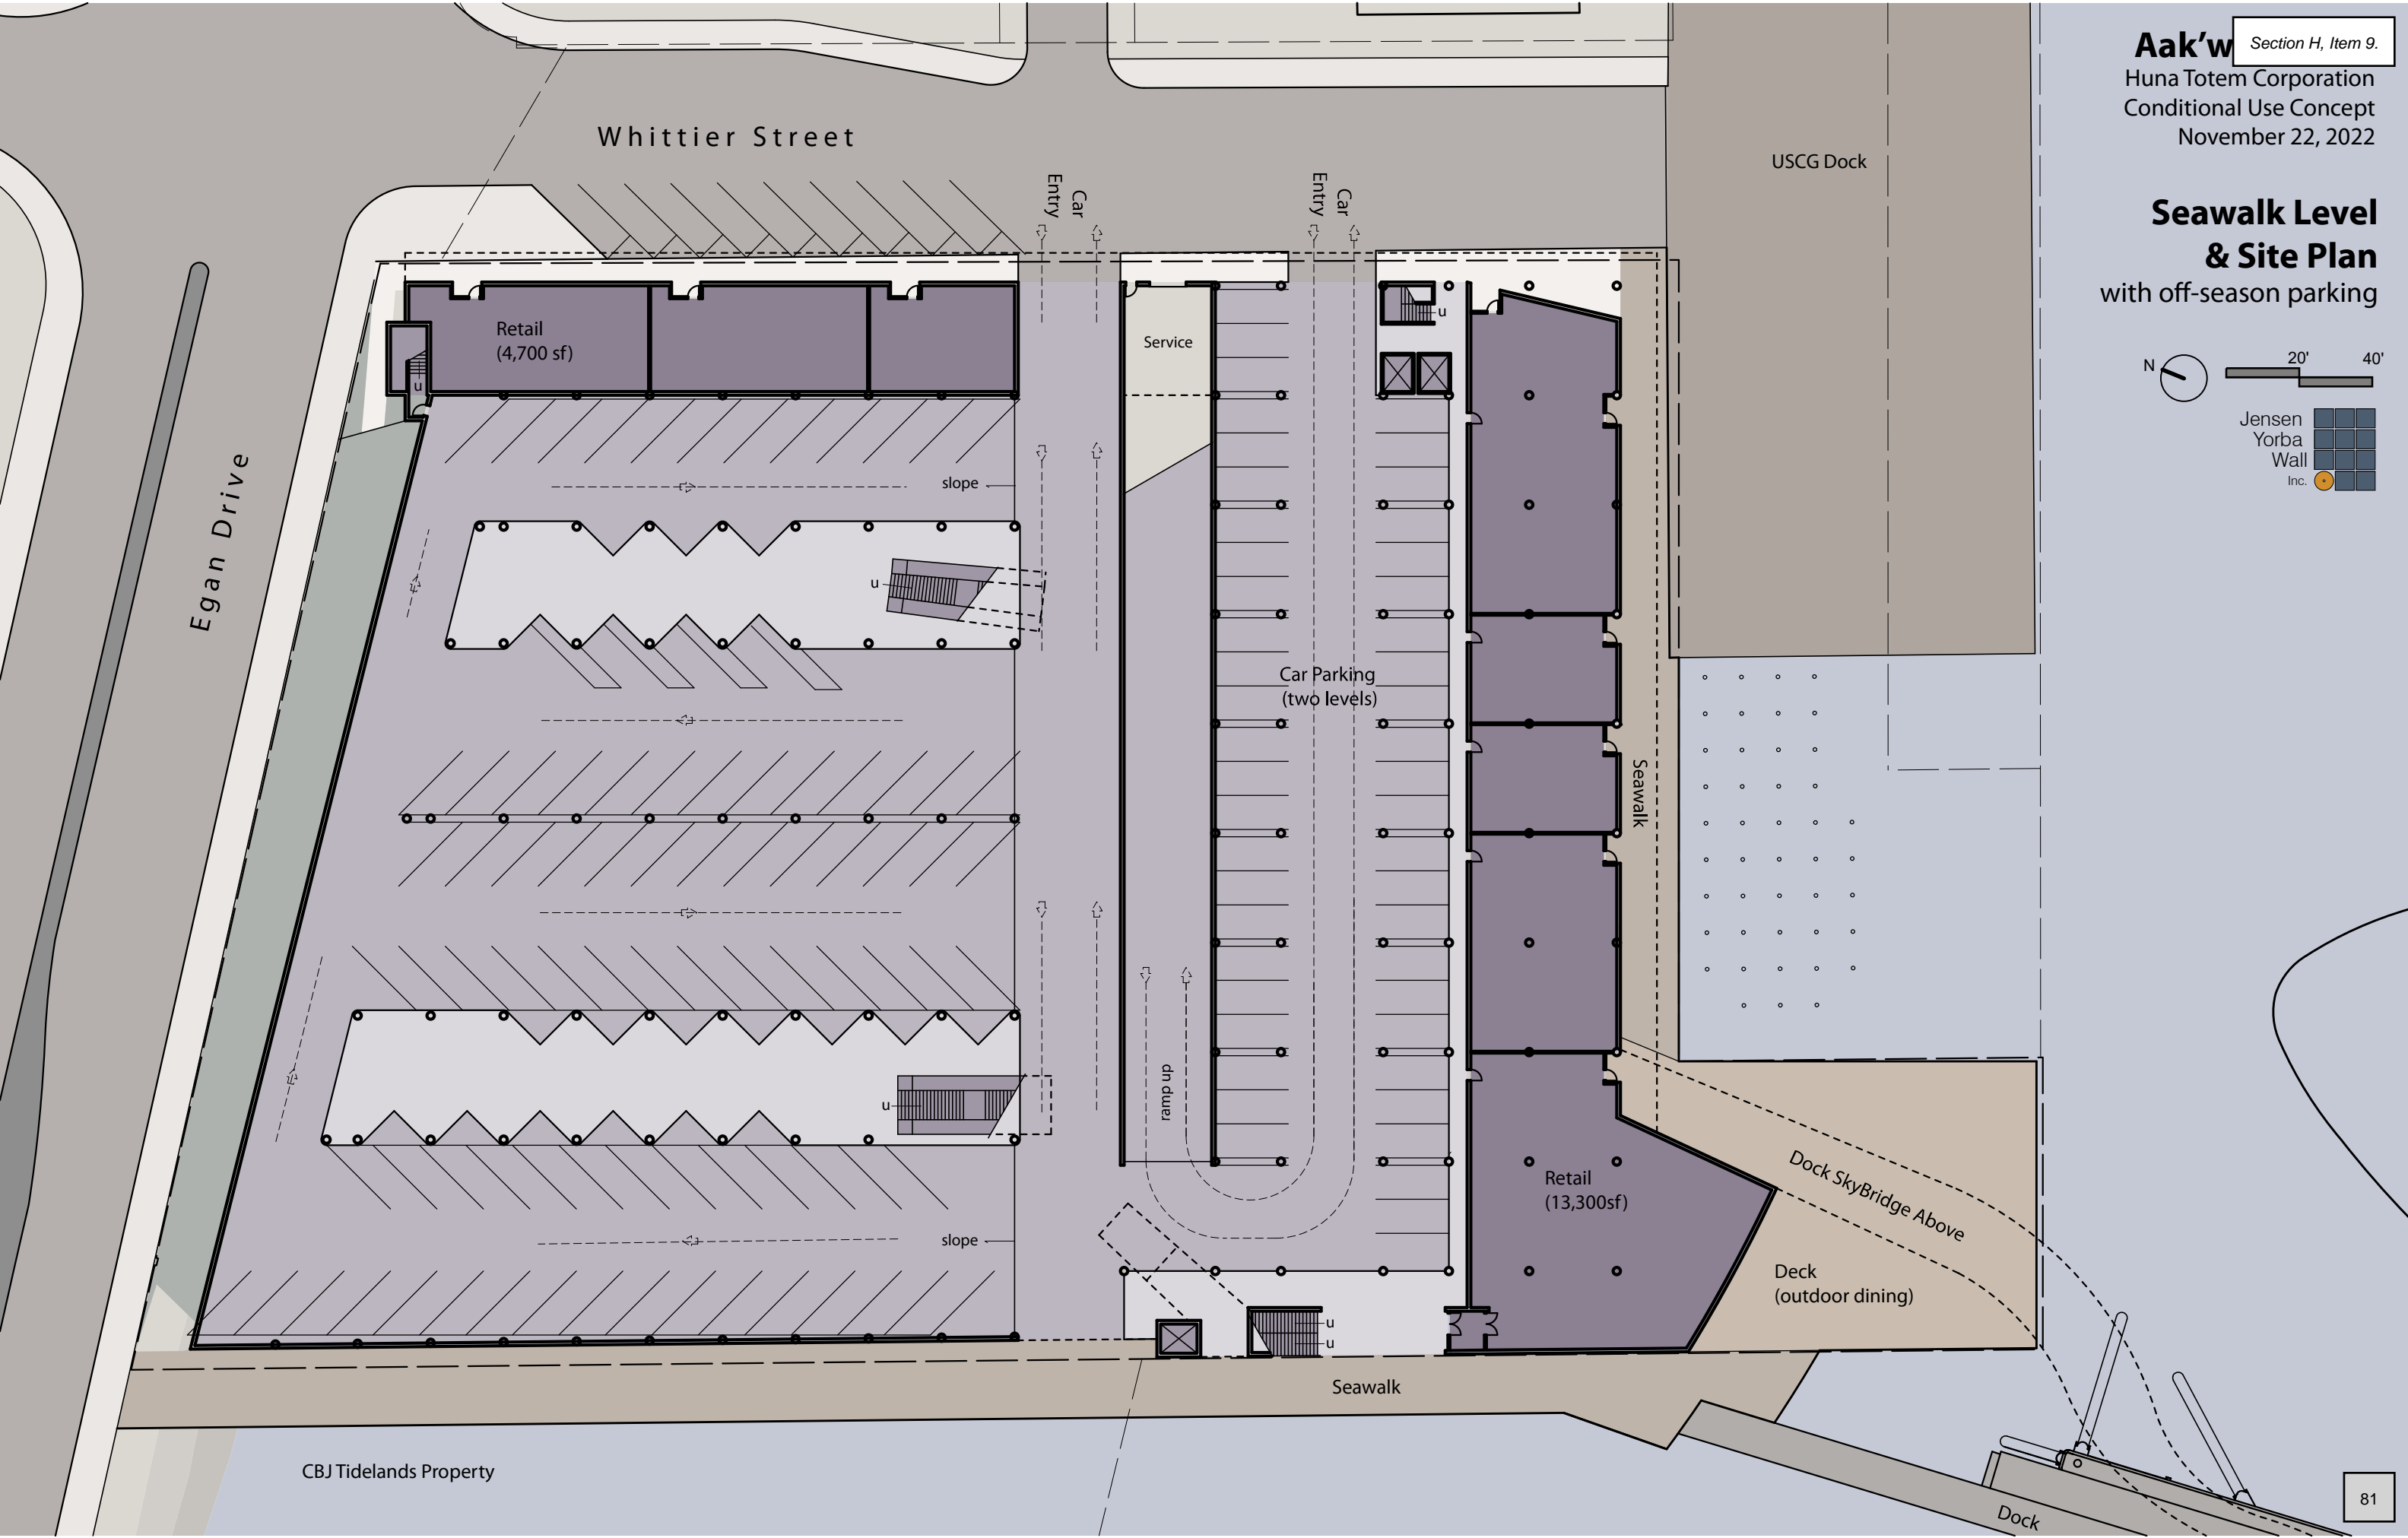 Aak'w
Section H, Item 9.
Huna Totem Corporation
Conditional Use Concept
November 22, 2022
Seawalk Level
& Site Plan
with off-season parking
N
20'
40'
Jensen
Yorba
Wall
Inc.
Whittier Street
USCG Dock
Car
Entry
Car
Entry
Egan Drive
Retail
(4,700 sf)
u
Service
u
slope
u
Car Parking
(two levels)
Seawalk
u
ramp up
slope
Retail
(13,300sf)
Dock SkyBridge Above
Deck
(outdoor dining)
u
u
Seawalk
CBJ Tidelands Property
Dock
81